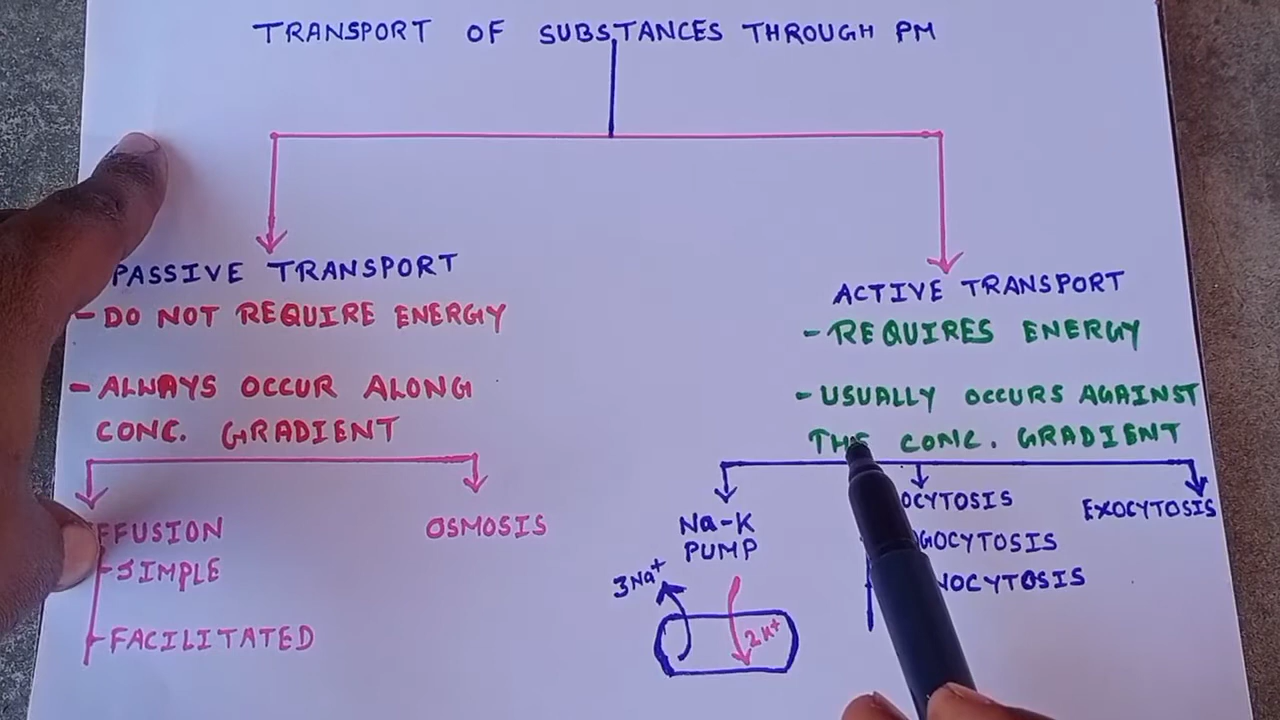 TRANSPORT OF SUBSTANCES THROUGH PM
PASSIVE TRANSPORT
- DO NOT REQUIRE ENERGY
- ALWAYS OCCUR ALONG
CONC. GRADIENT
FFUSION
- SIMPLE
- FACILITATED
OSMOSIS
ACTIVE TRANSPORT
- REQUIRES ENERGY
- USUALLY OCCURS AGAINST
THE CONC. GRADIENT
Na-K
PUMP
3Na+
2K+
OCYTOSIS
GOCYTOSIS
NOCYTOSIS
EXOCYTOSIS